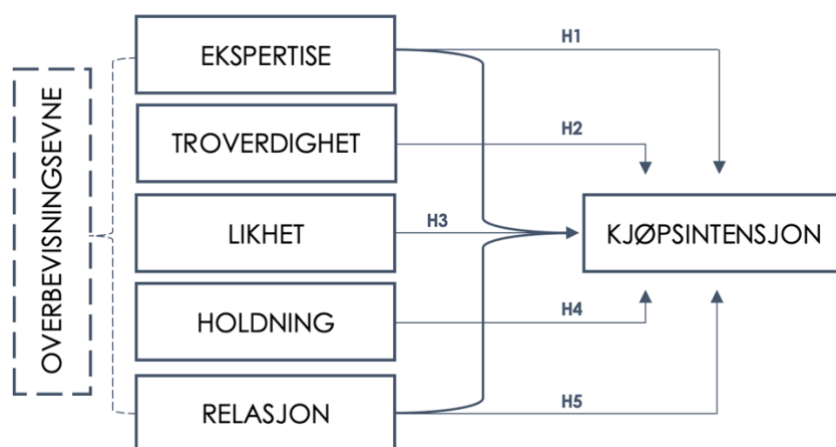 OVERBEVISNINGSEVNE
EKSPERTISE
H1
TROVERDIGHET
H2
LIKHET
H3
KJØPSINTENSJON
HOLDNING
H4
RELASJON
H5